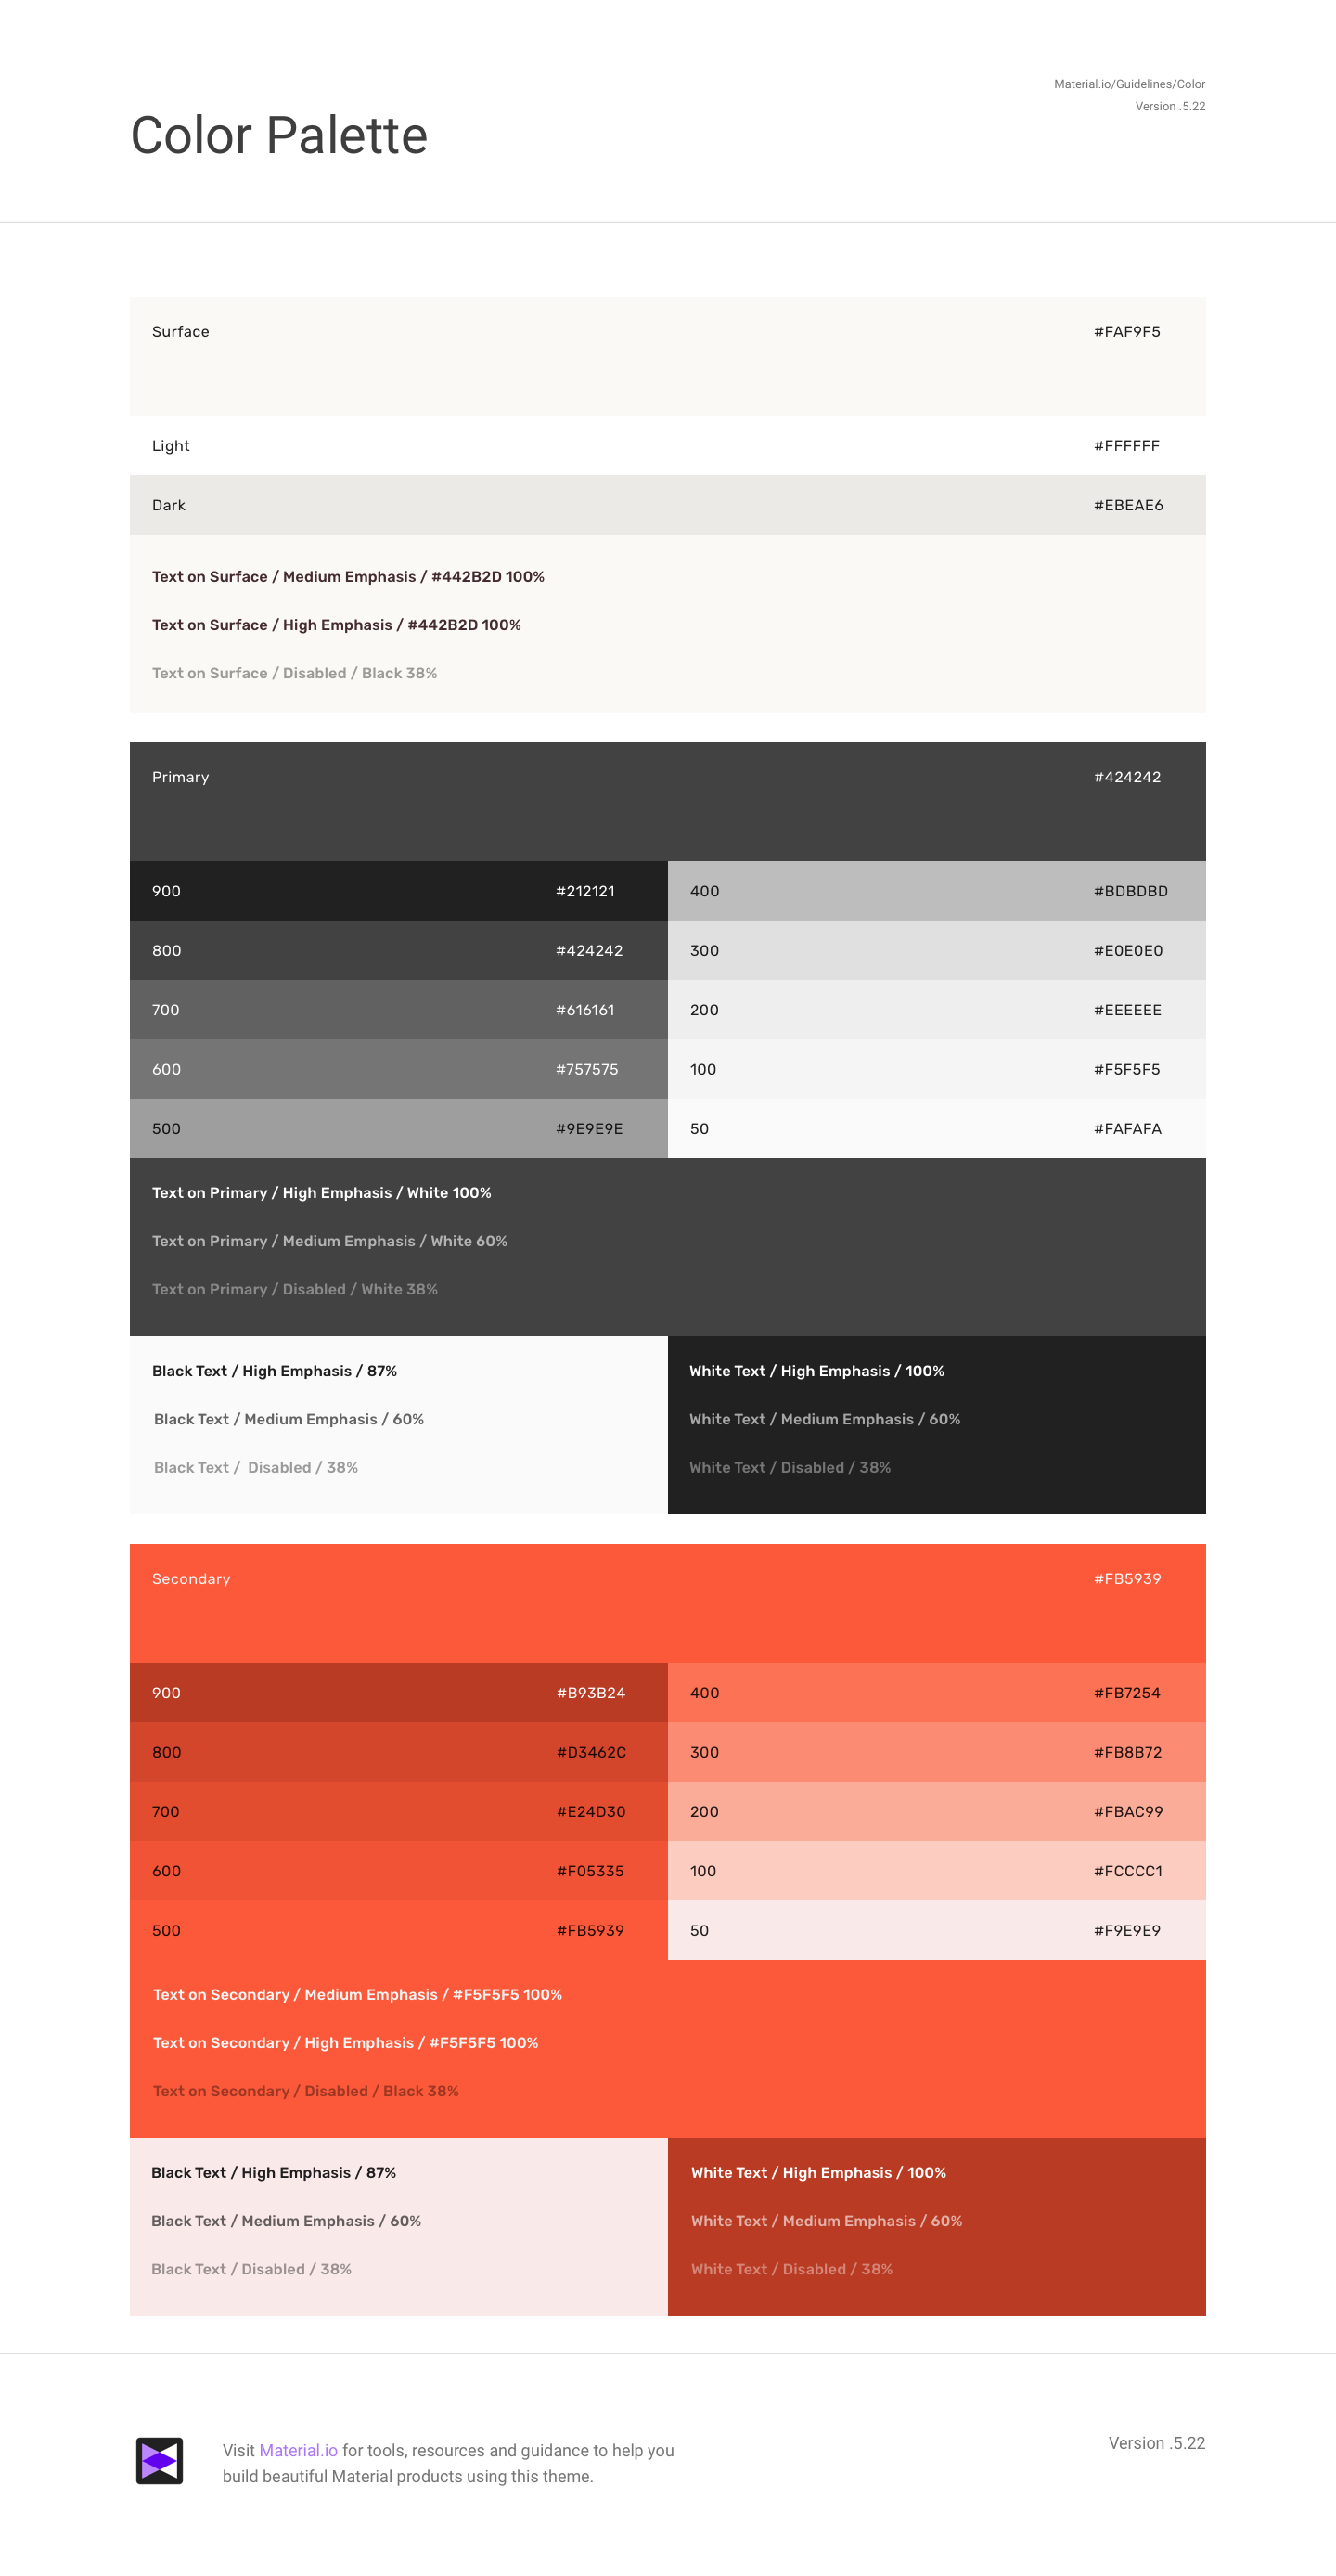 Material.io/Guidelines/Color
Version .5.22
Color Palette
Surface #FAF9F5
Light #FFFFFF
Dark #EBEAE6
Text on Surface / Medium Emphasis / #442B2D 100%
Text on Surface / High Emphasis / #442B2D 100%
Text on Surface / Disabled / Black 38%
Primary #424242
900 #212121 400 #BDBDBD
800 #424242 300 #E0E0E0
700 #616161 200 #EEEEEE
600 #757575 100 #F5F5F5
500 #9E9E9E 50 #FAFAFA
Text on Primary / High Emphasis / White 100%
Text on Primary / Medium Emphasis / White 60%
Text on Primary / Disabled / White 38%
Black Text / High Emphasis / 87% White Text / High Emphasis / 100%
Black Text / Medium Emphasis / 60% White Text / Medium Emphasis / 60%
Black Text /  Disabled / 38% White Text / Disabled / 38%
Secondary #FB5939
900 #B93B24 400 #FB7254
800 #D3462C 300 #FB8B72
700 #E24D30 200 #FBAC99
600 #F05335 100 #FCCCC1
500 #FB5939 50 #F9E9E9
Text on Secondary / Medium Emphasis / #F5F5F5 100%
Text on Secondary / High Emphasis / #F5F5F5 100%
Text on Secondary / Disabled / Black 38%
Black Text / High Emphasis / 87% White Text / High Emphasis / 100%
Black Text / Medium Emphasis / 60% White Text / Medium Emphasis / 60%
Black Text / Disabled / 38% White Text / Disabled / 38%
Visit Material.io for tools, resources and guidance to help you
build beautiful Material products using this theme.
Version .5.22